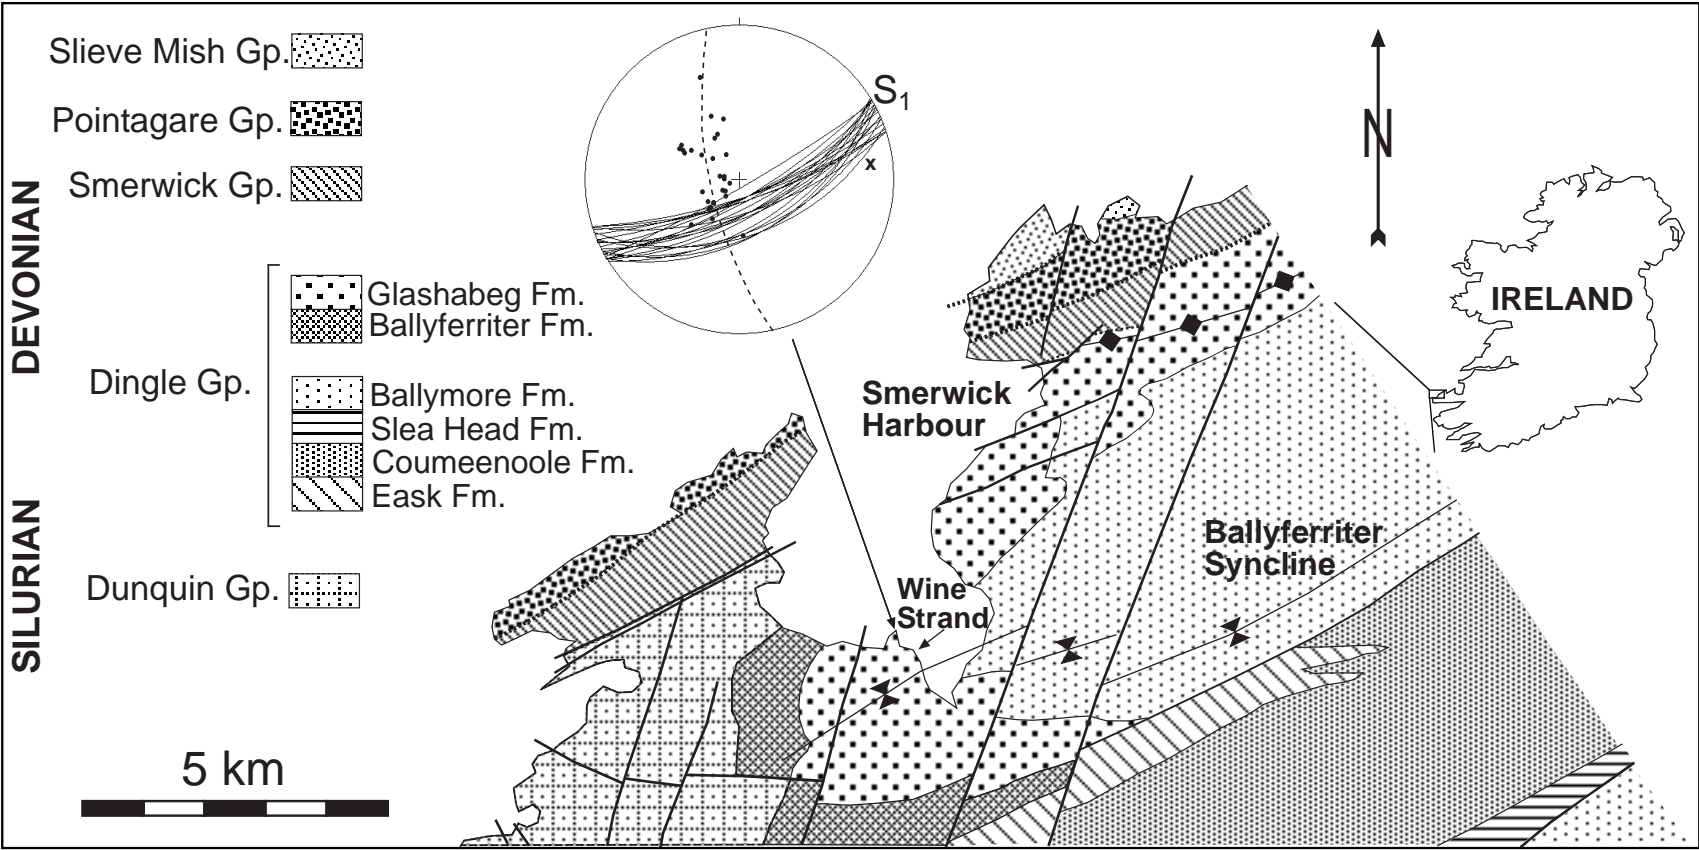 Slieve Mish Gp.
Pointagare Gp.
Smerwick Gp.
DEVONIAN
Glashabeg Fm.
Ballyferriter Fm.
Dingle Gp.
Ballymore Fm.
Slea Head Fm.
Coumeenoole Fm.
Eask Fm.
SILURIAN
Dunquin Gp.
5 km
S1
x
N
IRELAND
Smerwick
Harbour
Ballyferriter
Syncline
Wine
Strand